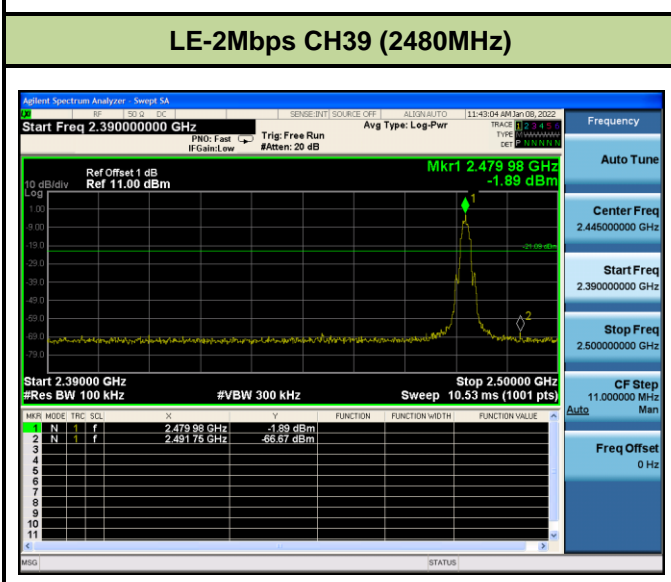 LE-2Mbps CH39 (2480MHz)
Agilent Spectrum Analyzer - Swept SA
RF 50 Ω DC SENSE:INT SOURCE OFF ALIGNAUTO 11:43:04 AM Jan 08, 2022
Start Freq 2.390000000 GHz
PNO: Fast
IFGain:Low
Trig: Free Run
#Atten: 20 dB
Avg Type: Log-Pwr
TRACE 1 2 3 4 5 6
TYPE M
DET P N N N N N
Ref Offset 1 dB
10 dB/div Ref 11.00 dBm
Log
Mkr1 2.479 98 GHz
-1.89 dBm
1
1.00
-9.00
-19.0
-21.09 dBm
-29.0
-39.0
-49.0
-59.0
2
-69.0
-79.0
Start 2.39000 GHz Stop 2.50000 GHz
#Res BW 100 kHz #VBW 300 kHz Sweep 10.53 ms (1001 pts)
MKR MODE TRC SCL X Y FUNCTION FUNCTION WIDTH FUNCTION VALUE
1 N 1 f 2.479 98 GHz -1.89 dBm
2 N 1 f 2.491 75 GHz -66.67 dBm
3
4
5
6
7
8
9
10
11
MSG STATUS
Frequency
Auto Tune
Center Freq
2.445000000 GHz
Start Freq
2.390000000 GHz
Stop Freq
2.500000000 GHz
CF Step
11.000000 MHz
Auto Man
Freq Offset
0 Hz